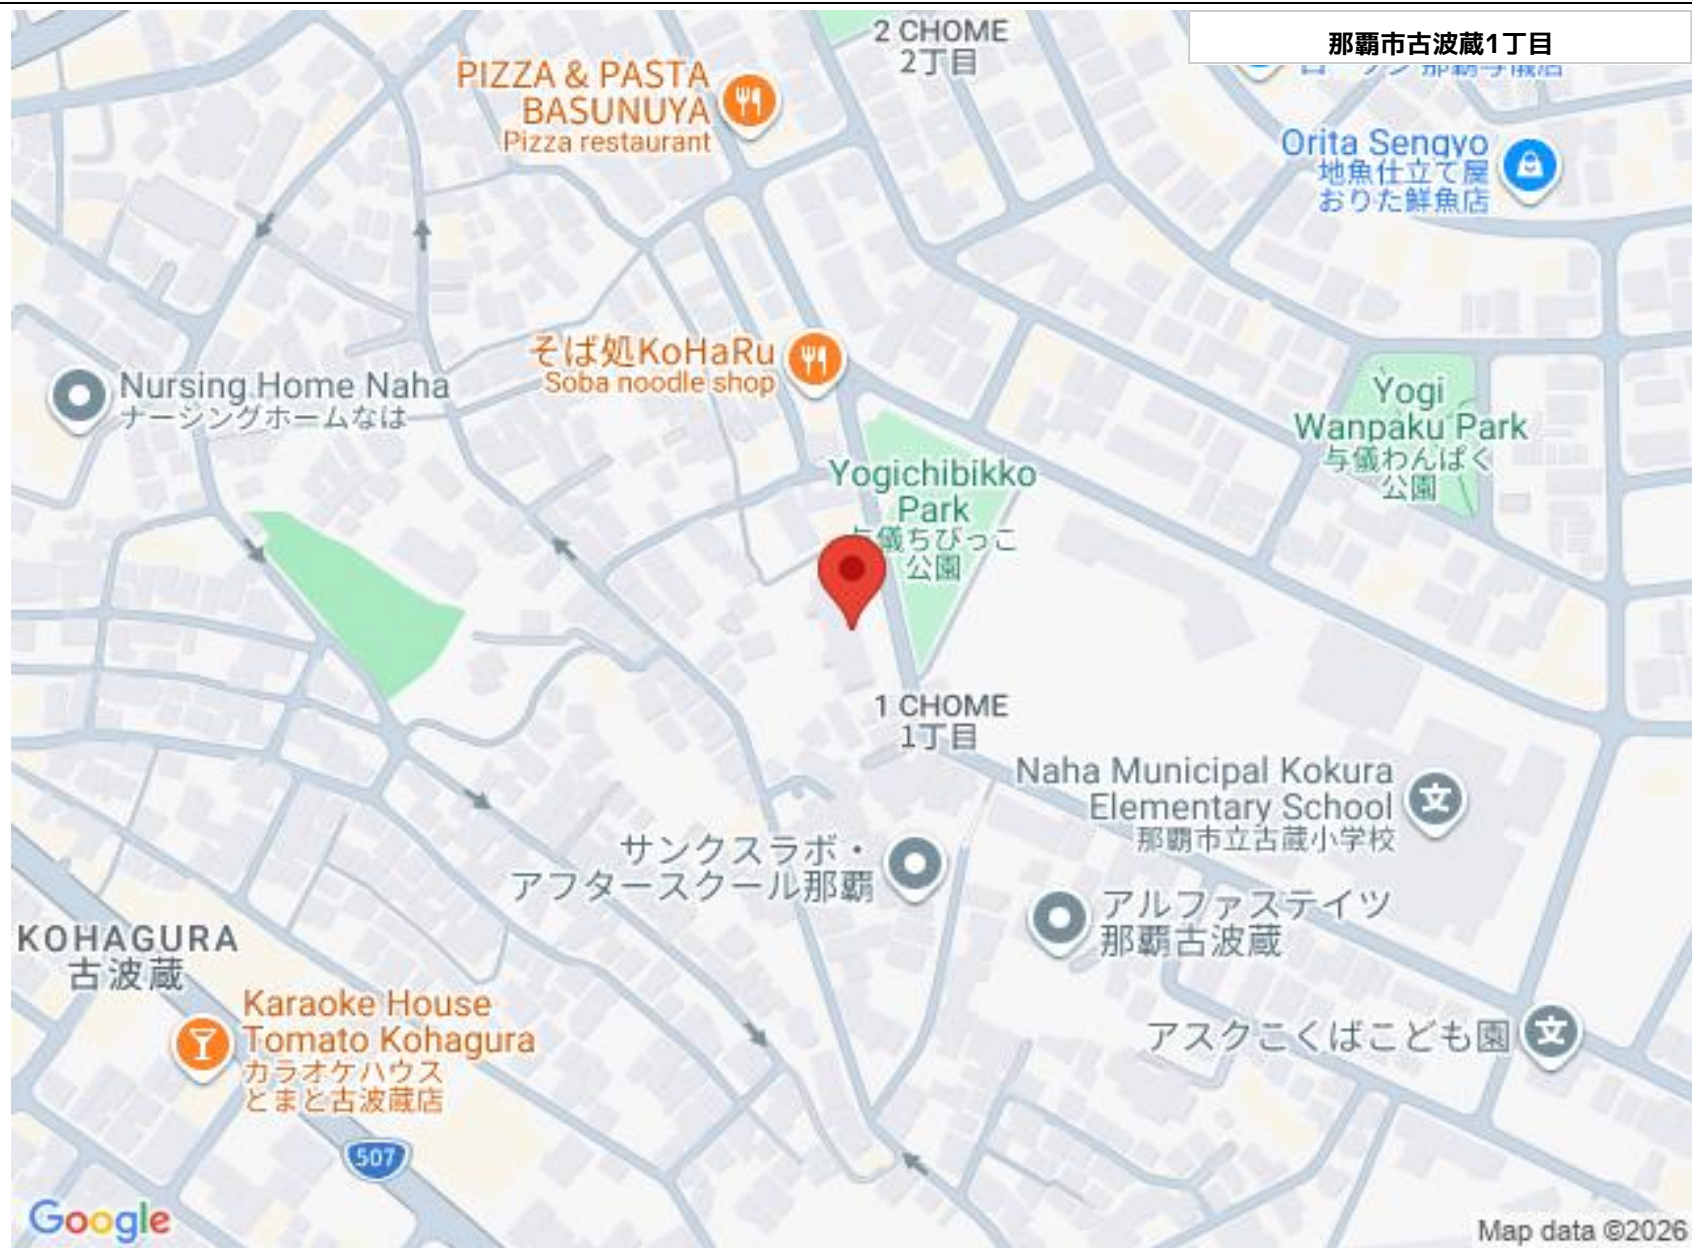 2 CHOME
2丁目
那覇市古波蔵1丁目
PIZZA & PASTA
BASUNUYA
Pizza restaurant
Orita Sengyo
地魚仕立て屋
おりた鮮魚店
そば処KoHaRu
Soba noodle shop
Nursing Home Naha
ナーシングホームなは
Yogi
Wanpaku Park
与儀わんぱく
公園
Yogichibikko
Park
与儀ちびっこ
公園
1 CHOME
1丁目
Naha Municipal Kokura
Elementary School
那覇市立古蔵小学校
サンクスラボ・
アフタースクール那覇
アルファステイツ
那覇古波蔵
KOHAGURA
古波蔵
Karaoke House
Tomato Kohagura
カラオケハウス
とまと古波蔵店
アスクこくばこども園
507
Google
Map data ©2026